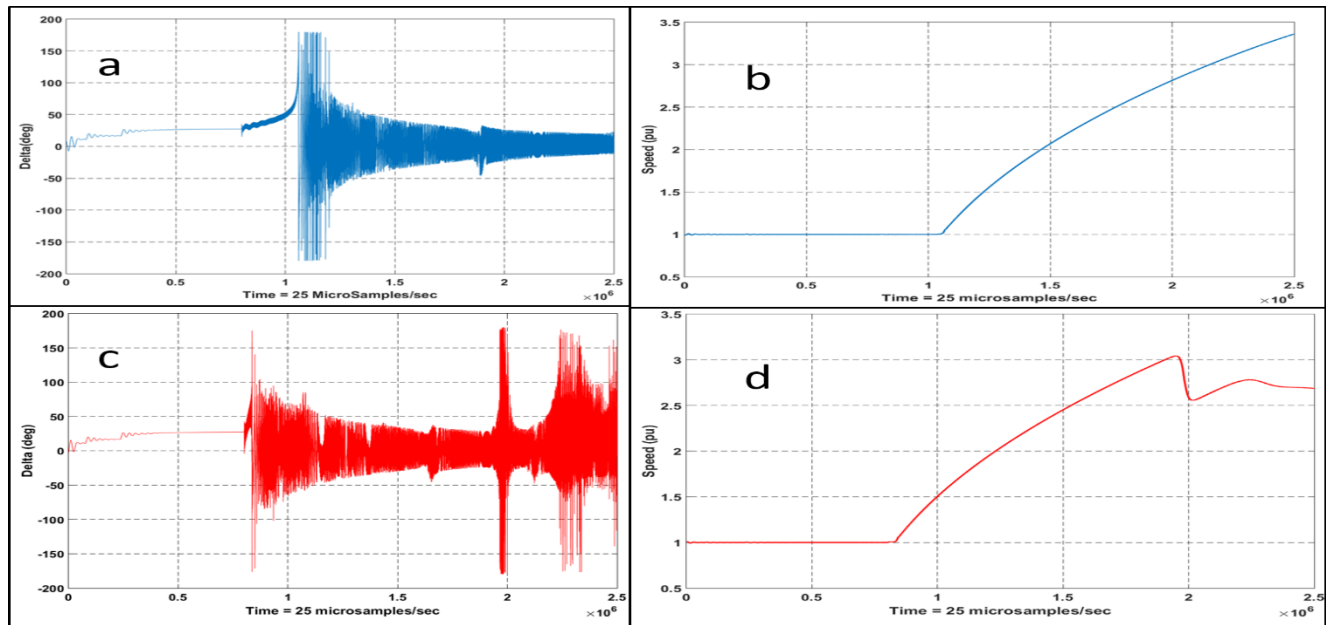 a
200
150
100
50
0
-50
-100
-150
-200
Delta(deg)
0 0.5 1 1.5 2 2.5
Time = 25 MicroSamples/sec
×10^6
b
3.5
3
2.5
2
1.5
1
0.5
Speed (pu)
0 0.5 1 1.5 2 2.5
Time = 25 microsamples/sec
×10^6
c
200
150
100
50
0
-50
-100
-150
-200
Delta (deg)
0 0.5 1 1.5 2 2.5
Time = 25 microsamples/sec
×10^6
d
3.5
3
2.5
2
1.5
1
0.5
Speed (pu)
0 0.5 1 1.5 2 2.5
Time = 25 microsamples/sec
×10^6